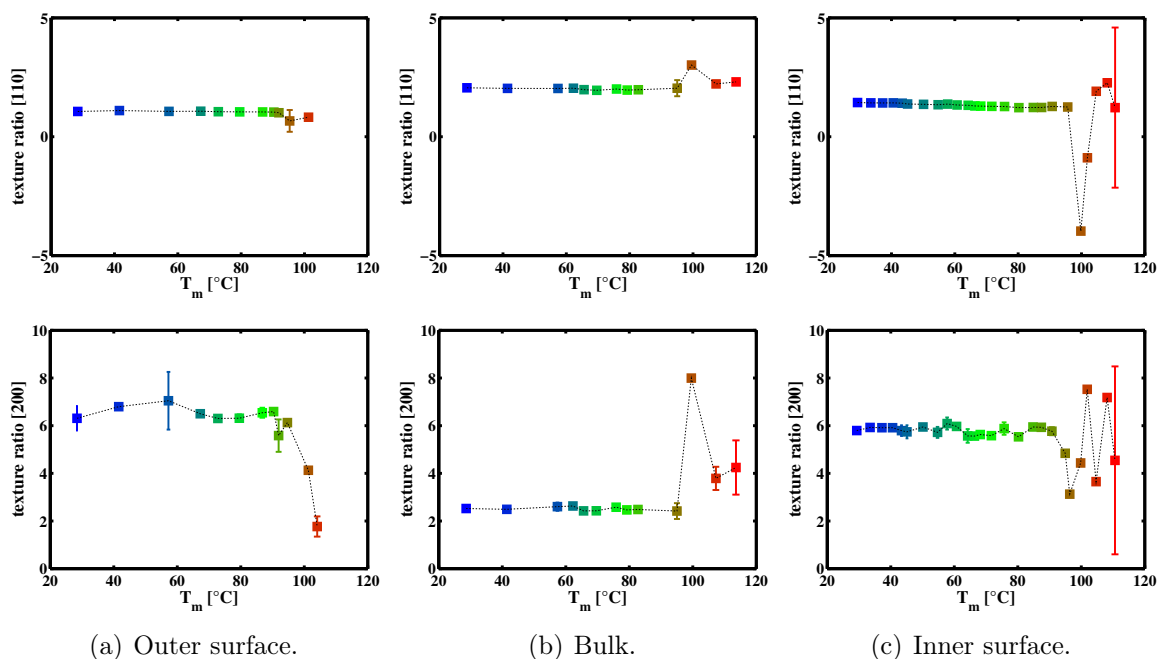 5
0
−5
texture ratio [110]
20 40 60 80 100 120
T_m [°C]
5
0
−5
texture ratio [110]
20 40 60 80 100 120
T_m [°C]
5
0
−5
texture ratio [110]
20 40 60 80 100 120
T_m [°C]
10
8
6
4
2
0
texture ratio [200]
20 40 60 80 100 120
T_m [°C]
(a) Outer surface.
10
8
6
4
2
0
texture ratio [200]
20 40 60 80 100 120
T_m [°C]
(b) Bulk.
10
8
6
4
2
0
texture ratio [200]
20 40 60 80 100 120
T_m [°C]
(c) Inner surface.